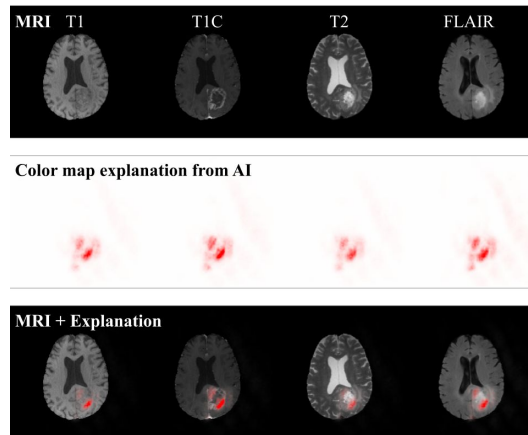 MRI T1 T1C T2 FLAIR
Color map explanation from AI
MRI + Explanation